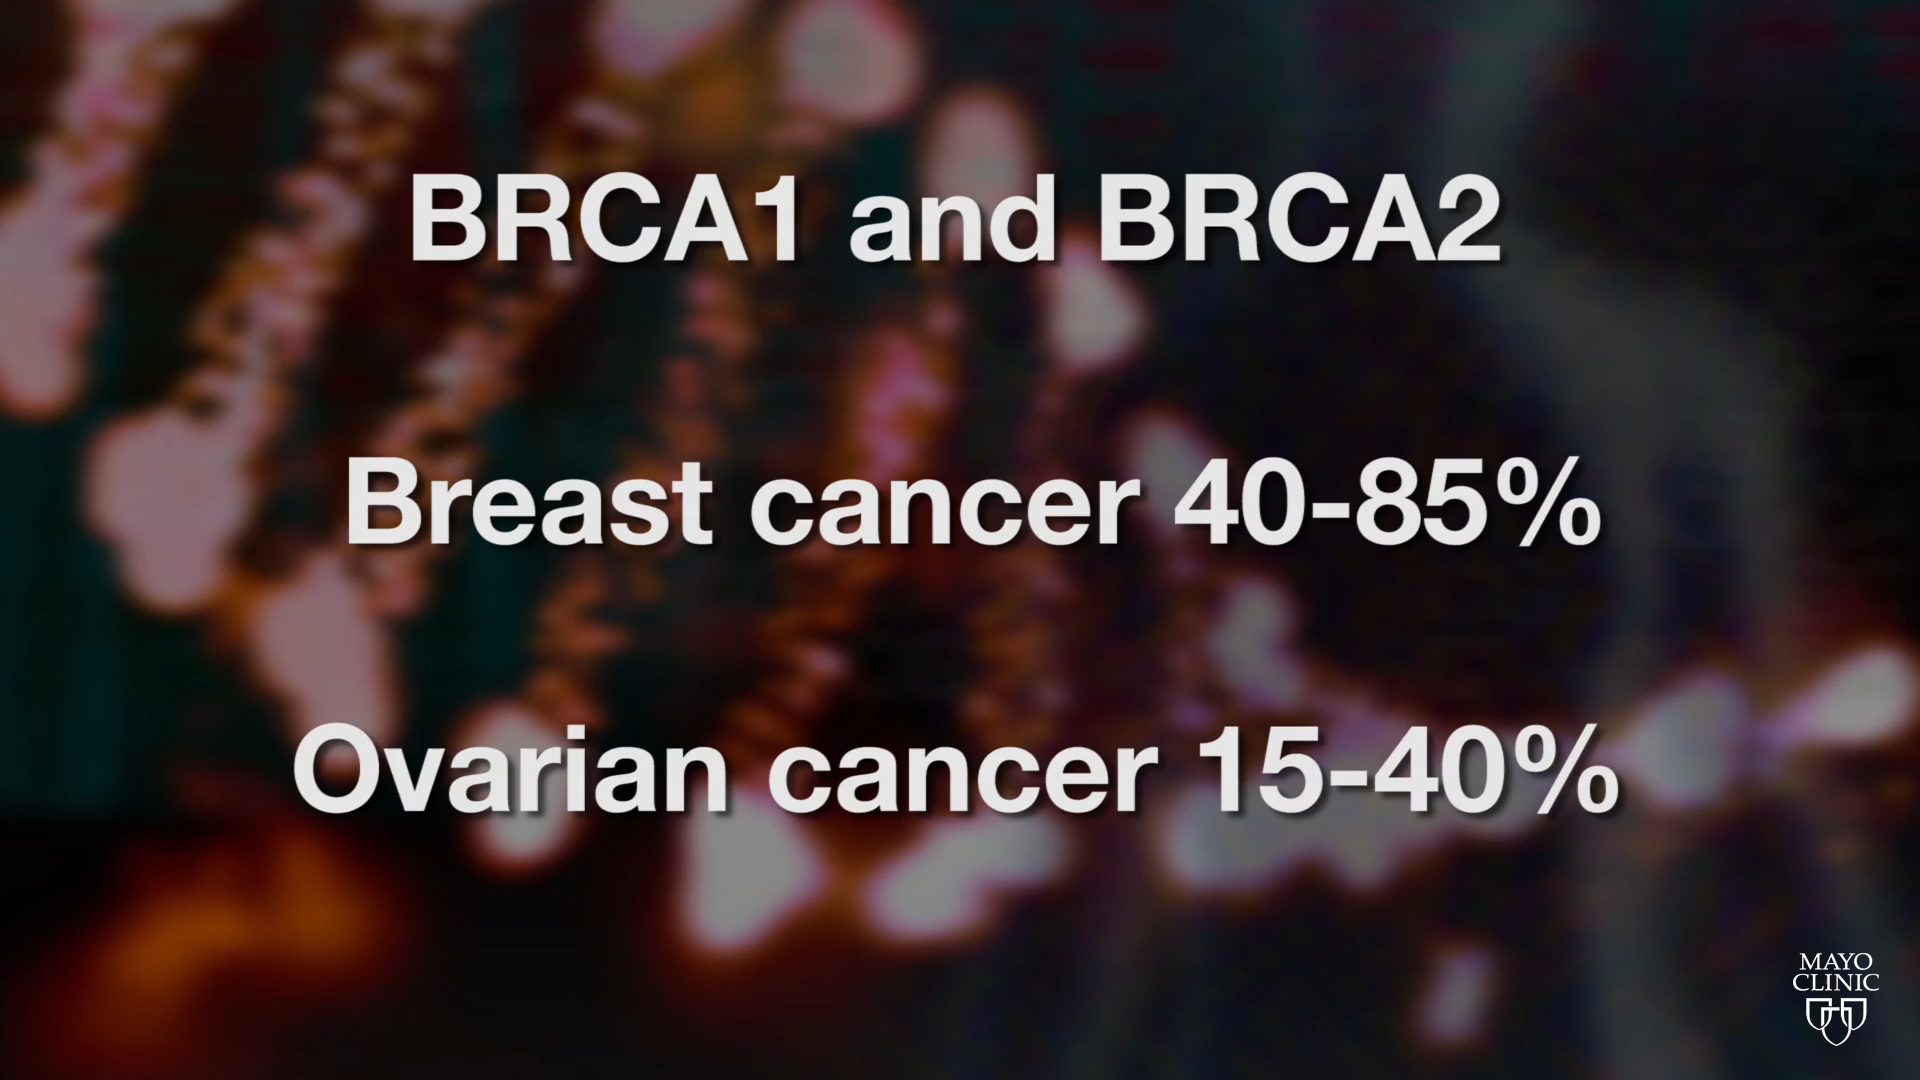 BRCA1 and BRCA2
Breast cancer 40-85%
Ovarian cancer 15-40%
MAYO
CLINIC